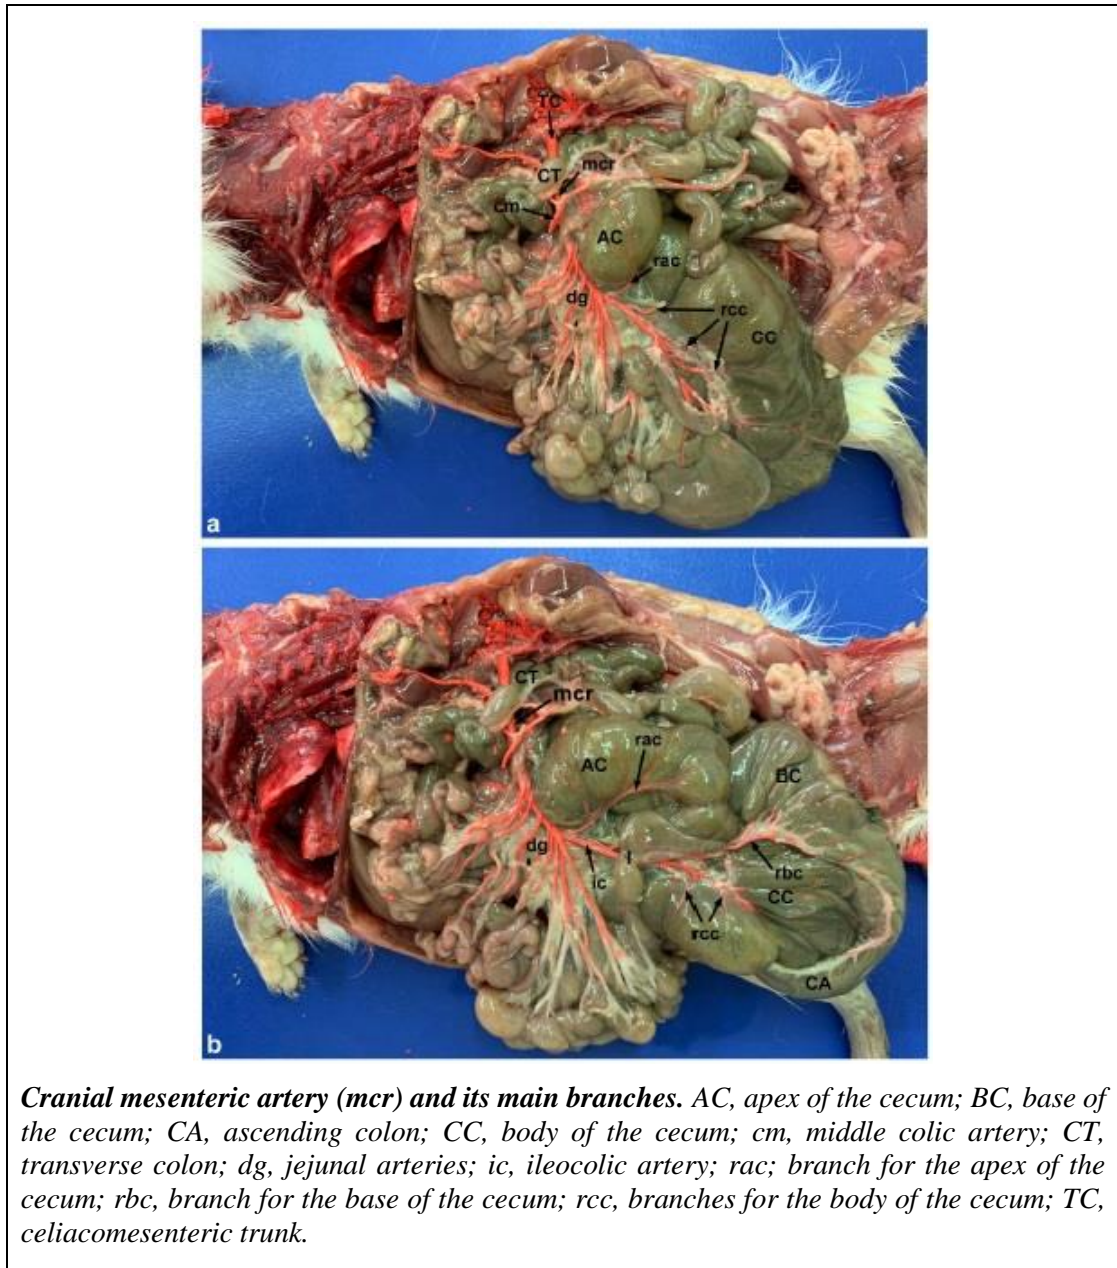 TC
CT
mcr
cm
AC
rac
dg
rcc
CC
a
CT
mcr
rac
AC
BC
dg
I
ic
rbc
CC
rcc
CA
b
Cranial mesenteric artery (mcr) and its main branches. AC, apex of the cecum; BC, base of
the cecum; CA, ascending colon; CC, body of the cecum; cm, middle colic artery; CT,
transverse colon; dg, jejunal arteries; ic, ileocolic artery; rac; branch for the apex of the
cecum; rbc, branch for the base of the cecum; rcc, branches for the body of the cecum; TC,
celiacomesenteric trunk.